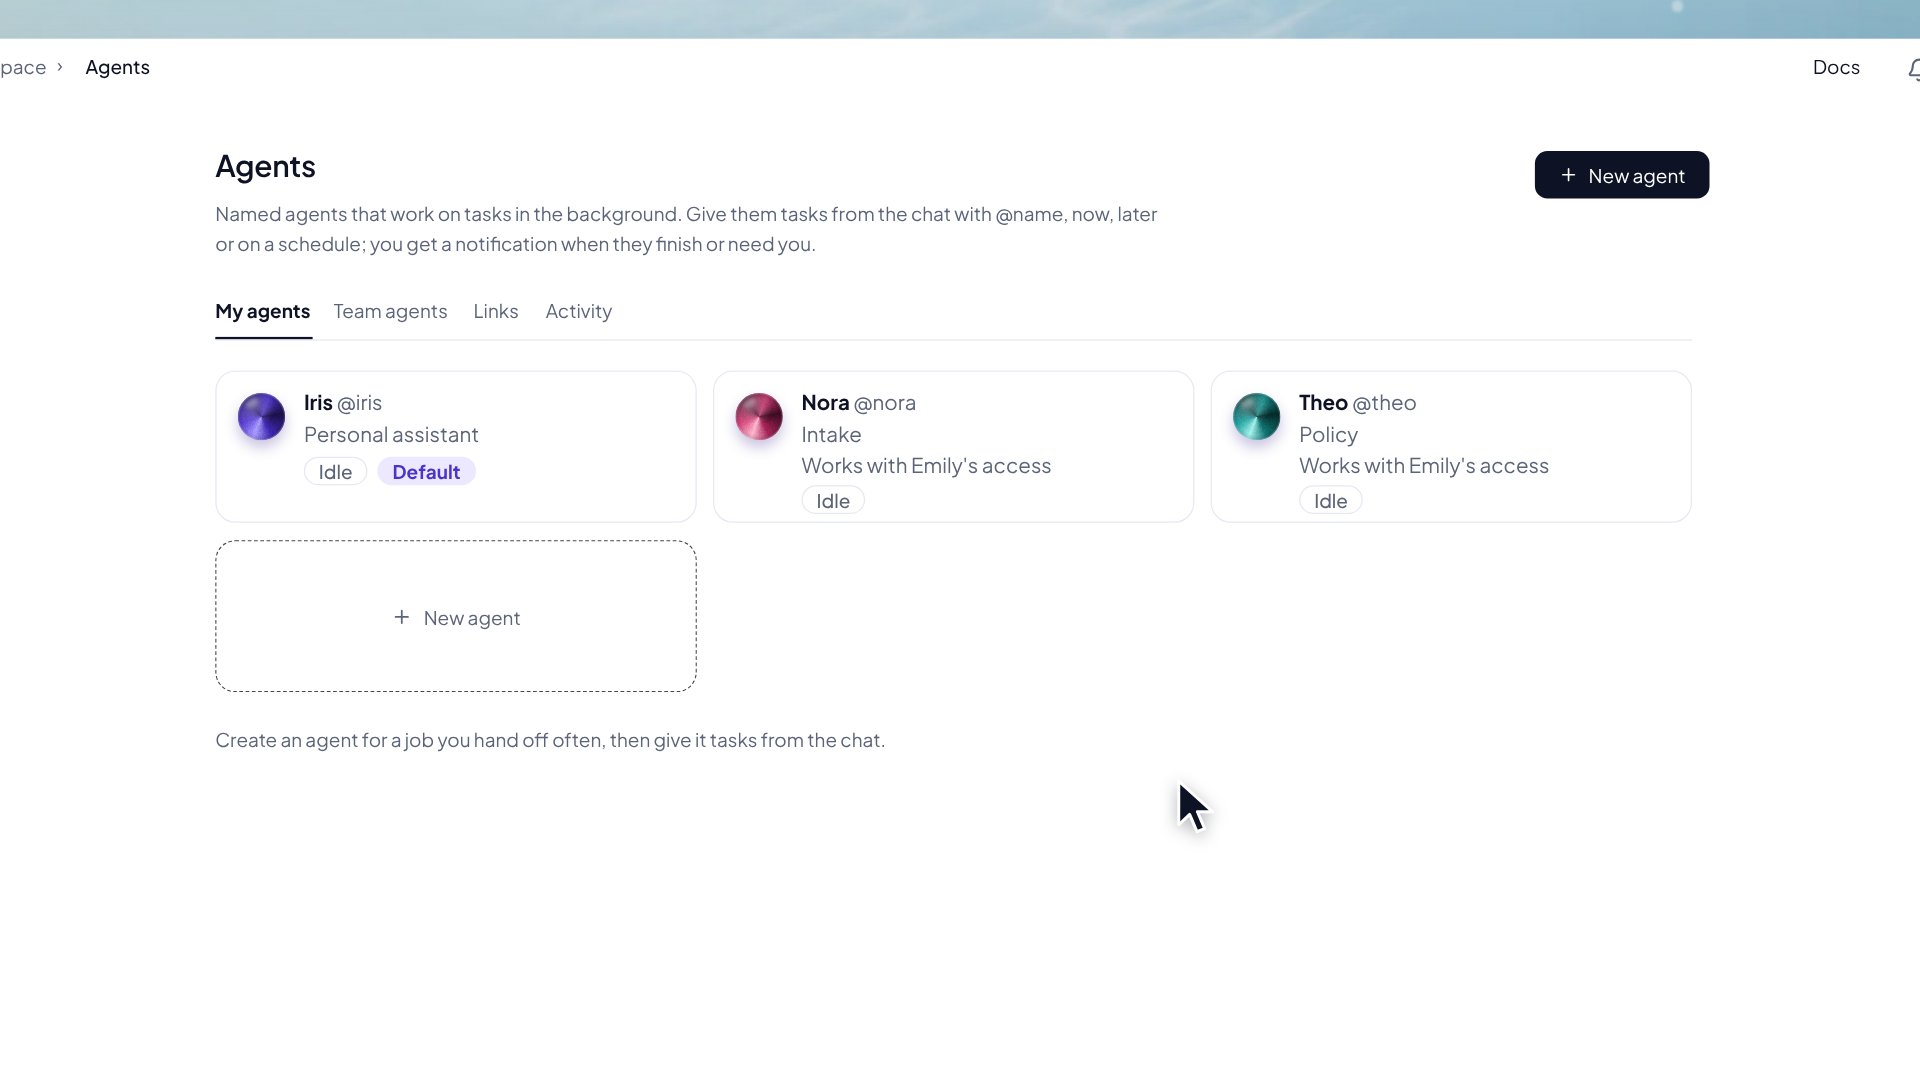 pace › Agents
Docs
Agents
+ New agent
Named agents that work on tasks in the background. Give them tasks from the chat with @name, now, later
or on a schedule; you get a notification when they finish or need you.
My agents Team agents Links Activity
Iris @iris
Personal assistant
Idle Default
Nora @nora
Intake
Works with Emily's access
Idle
Theo @theo
Policy
Works with Emily's access
Idle
+ New agent
Create an agent for a job you hand off often, then give it tasks from the chat.